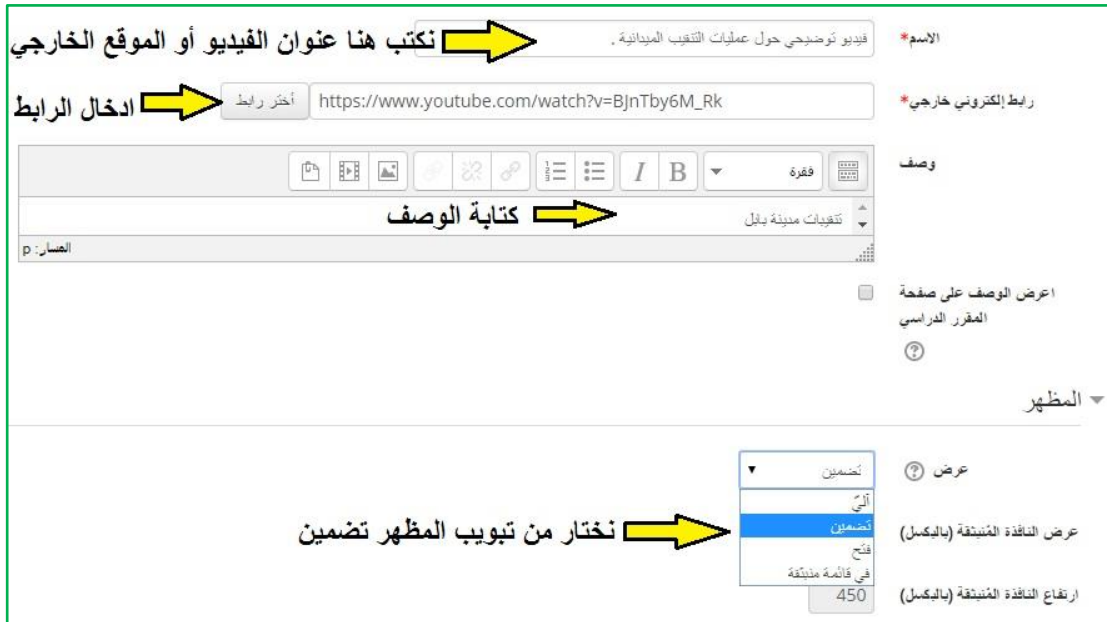 الاسم*
فيديو توضيحي حول عمليات التنقيب الميدانية .
نكتب هنا عنوان الفيديو أو الموقع الخارجي
رابط إلكتروني خارجي*
https://www.youtube.com/watch?v=BJnTby6M_Rk
أختر رابط
ادخال الرابط
وصف
فقرة
B I
تنقيبات مدينة بابل
كتابة الوصف
المسار: p
اعرض الوصف على صفحة
المقرر الدراسي
المظهر
عرض
تضمين
آليّ
تضمين
فتح
في قائمة منبثقة
نختار من تبويب المظهر تضمين
عرض النافذة المُنبثقة (بالبكسل)
ارتفاع النافذة المُنبثقة (بالبكسل)
450